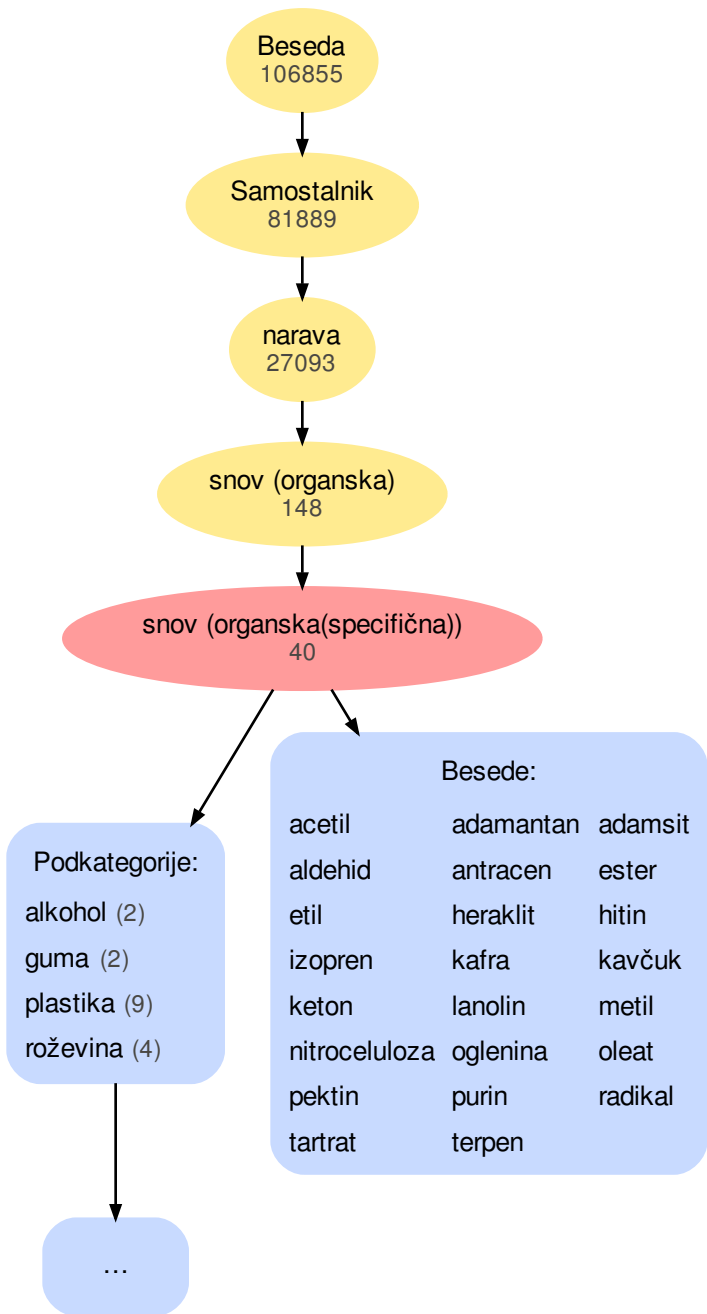 Beseda
106855
Samostalnik
81889
narava
27093
snov (organska)
148
snov (organska(specifična))
40
Podkategorije:
alkohol (2)
guma (2)
plastika (9)
roževina (4)
...
Besede:
acetil adamantan adamsit
aldehid antracen ester
etil heraklit hitin
izopren kafra kavčuk
keton lanolin metil
nitroceluloza oglenina oleat
pektin purin radikal
tartrat terpen